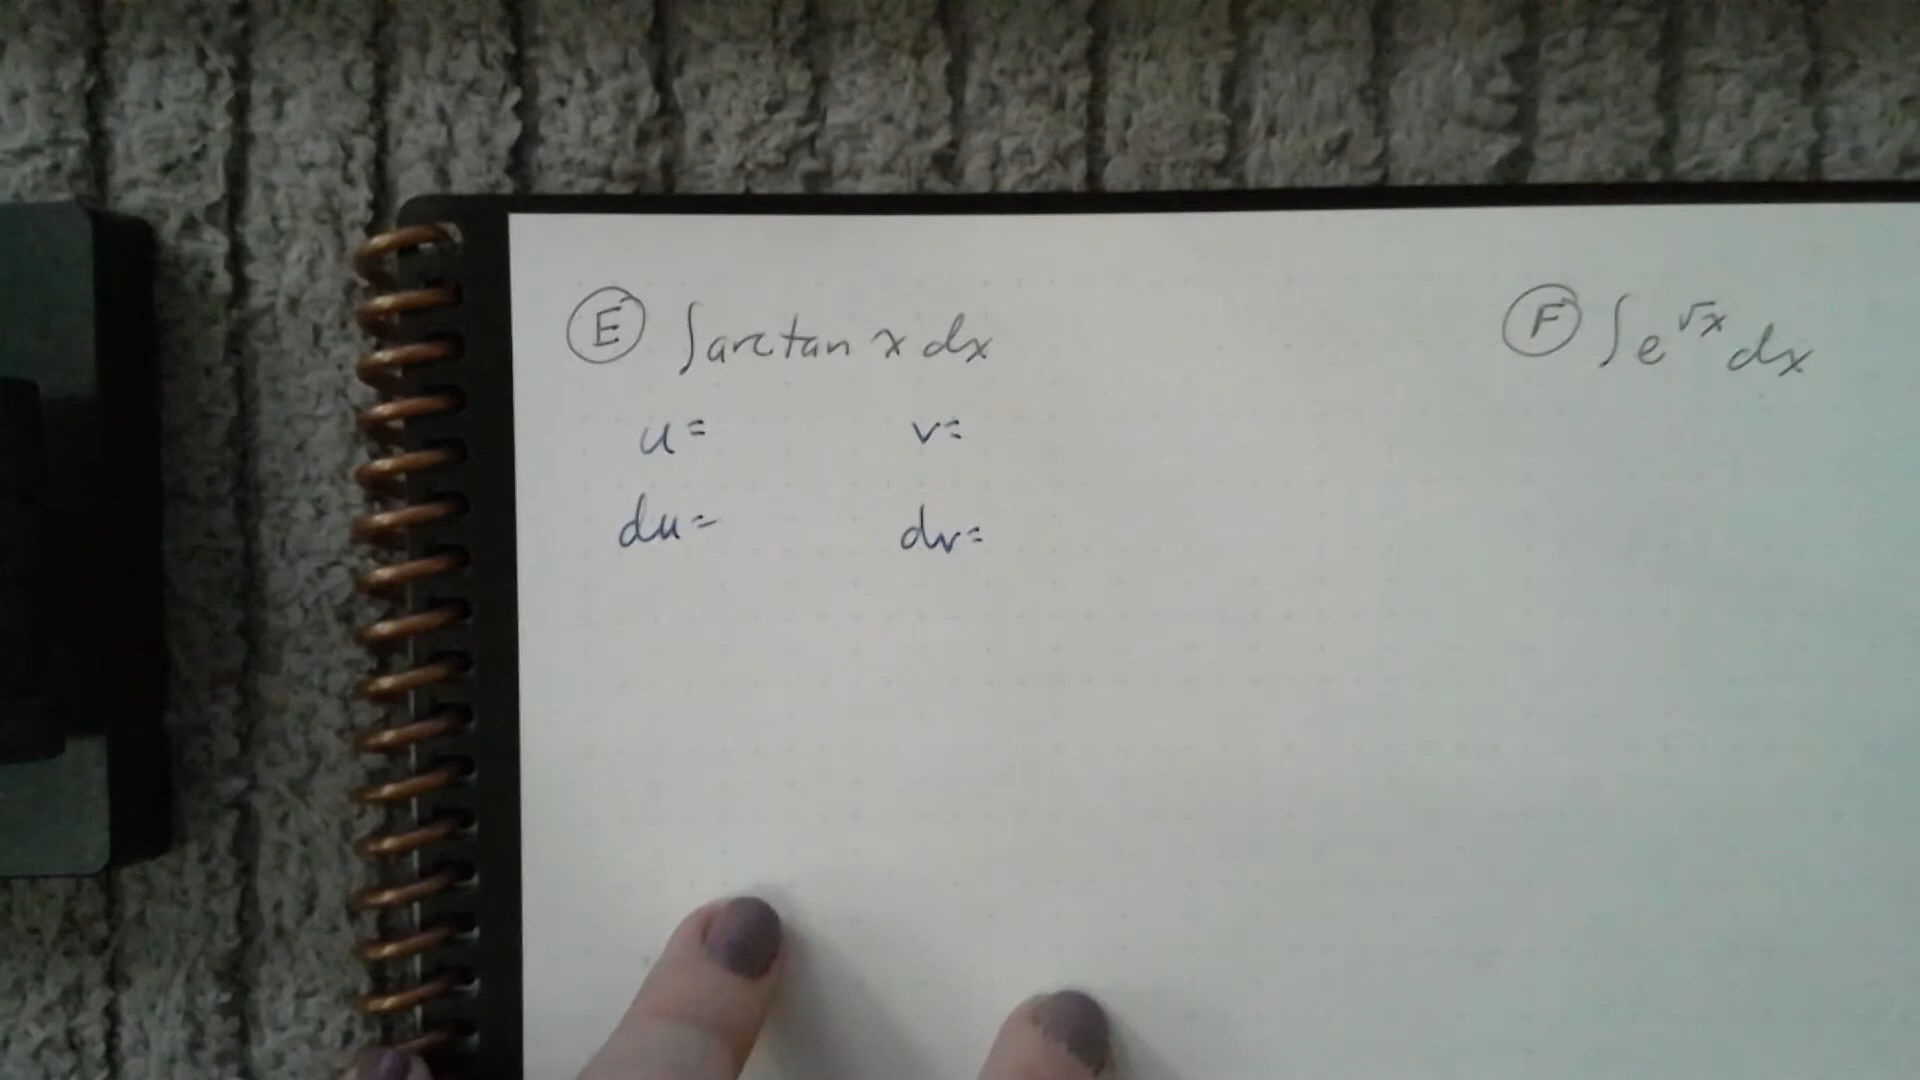 Ⓔ ∫arctan x dx
u= v=
du= dv=
Ⓕ ∫e^√x dx